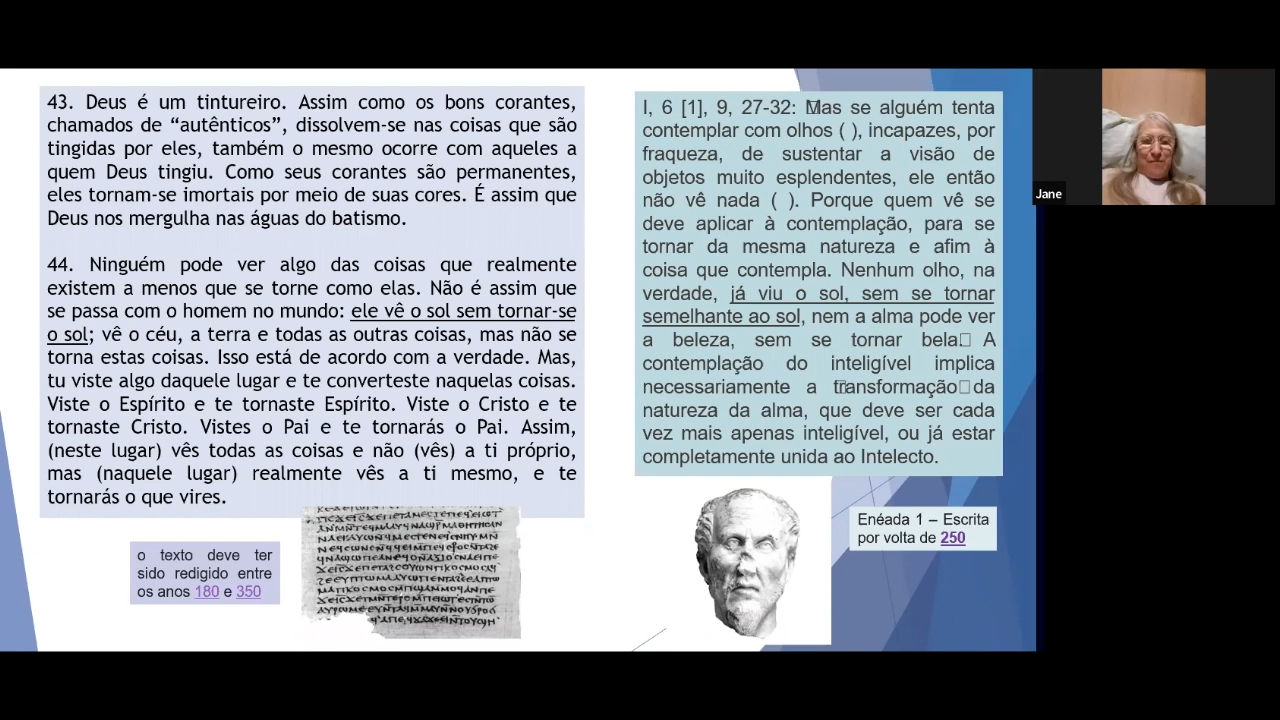 43. Deus é um tintureiro. Assim como os bons corantes,
chamados de “autênticos”, dissolvem-se nas coisas que são
tingidas por eles, também o mesmo ocorre com aqueles a
quem Deus tingiu. Como seus corantes são permanentes,
eles tornam-se imortais por meio de suas cores. É assim que
Deus nos mergulha nas águas do batismo.
44. Ninguém pode ver algo das coisas que realmente
existem a menos que se torne como elas. Não é assim que
se passa com o homem no mundo: ele vê o sol sem tornar-se
o sol; vê o céu, a terra e todas as outras coisas, mas não se
torna estas coisas. Isso está de acordo com a verdade. Mas,
tu viste algo daquele lugar e te converteste naquelas coisas.
Viste o Espírito e te tornaste Espírito. Viste o Cristo e te
tornaste Cristo. Vistes o Pai e te tornarás o Pai. Assim,
(neste lugar) vês todas as coisas e não (vês) a ti próprio,
mas (naquele lugar) realmente vês a ti mesmo, e te
tornarás o que vires.
o texto deve ter
sido redigido entre
os anos 180 e 350
I, 6 [1], 9, 27-32: Mas se alguém tenta
contemplar com olhos ( ), incapazes, por
fraqueza, de sustentar a visão de
objetos muito esplendentes, ele então
não vê nada ( ). Porque quem vê se
deve aplicar à contemplação, para se
tornar da mesma natureza e afim à
coisa que contempla. Nenhum olho, na
verdade, já viu o sol, sem se tornar
semelhante ao sol, nem a alma pode ver
a beleza, sem se tornar bela. A
contemplação do inteligível implica
necessariamente a transformação da
natureza da alma, que deve ser cada
vez mais apenas inteligível, ou já estar
completamente unida ao Intelecto.
Enéada 1 – Escrita
por volta de 250
Jane